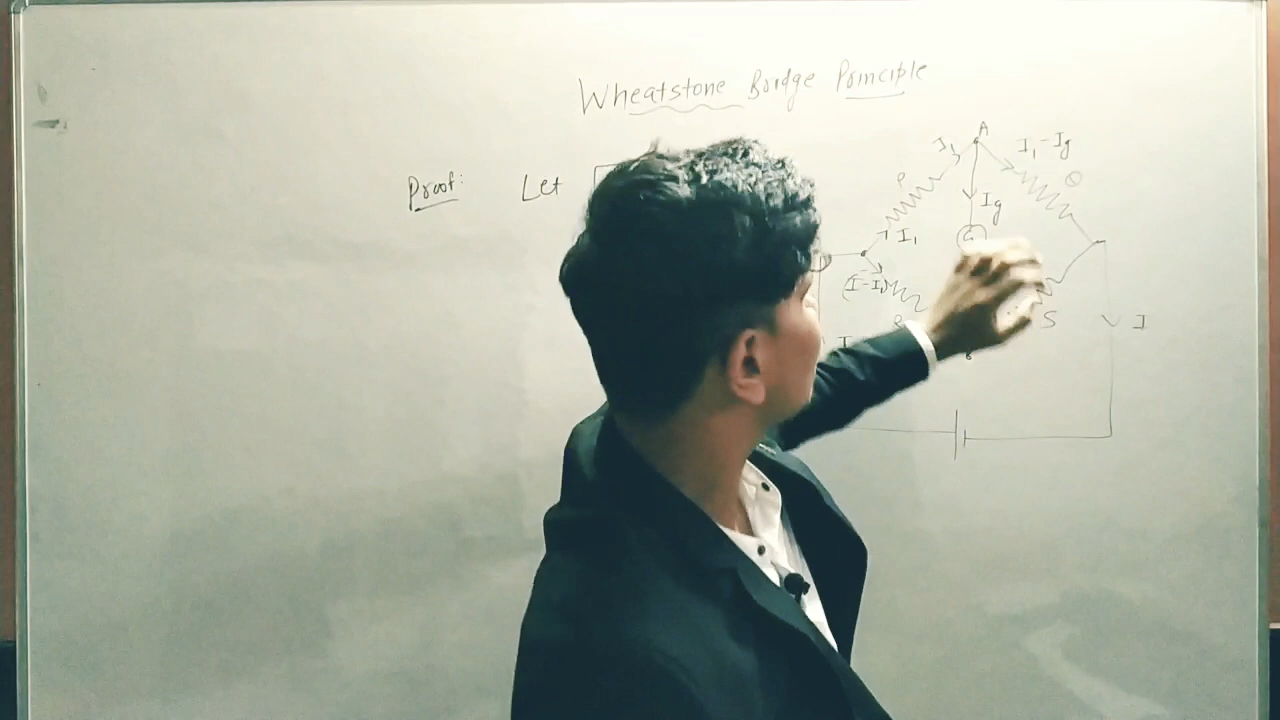 Wheatstone Bridge Principle
A
I₁ I₁-Ig
Proof: Let P Q
Ig
I₁ G
(I-I₁)
S I
I